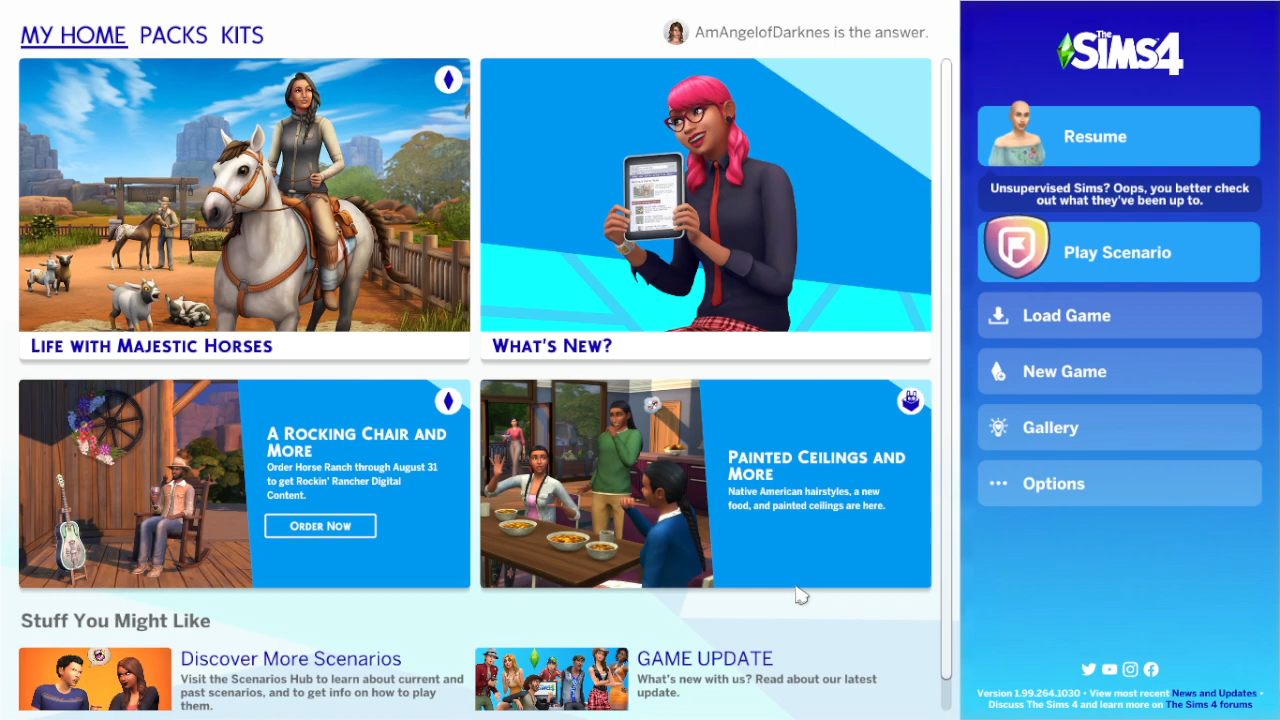 MY HOME PACKS KITS
AmAngelofDarknes is the answer.
LIFE WITH MAJESTIC HORSES
WHAT'S NEW?
A ROCKING CHAIR AND
MORE
Order Horse Ranch through August 31
to get Rockin' Rancher Digital
Content.
ORDER NOW
PAINTED CEILINGS AND
MORE
Native American hairstyles, a new
food, and painted ceilings are here.
Stuff You Might Like
Discover More Scenarios
Visit the Scenarios Hub to learn about current and
past scenarios, and to get info on how to play
them.
GAME UPDATE
What's new with us? Read about our latest
update.
The SIMS4
Resume
Unsupervised Sims? Oops, you better check
out what they've been up to.
Play Scenario
Load Game
New Game
Gallery
Options
Version 1.99.264.1030 • View most recent News and Updates •
Discuss The Sims 4 and learn more on The Sims 4 forums